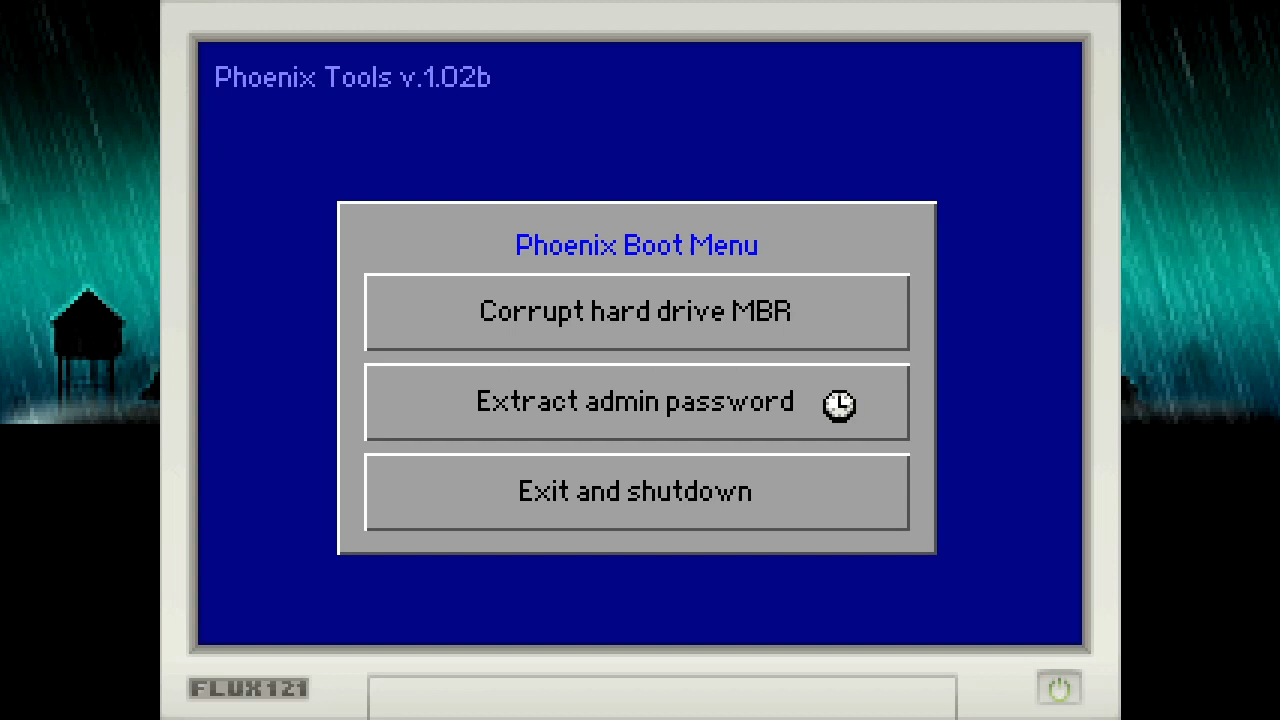 Phoenix Tools v.1.02b
Phoenix Boot Menu
Corrupt hard drive MBR
Extract admin password
Exit and shutdown
FLUX121